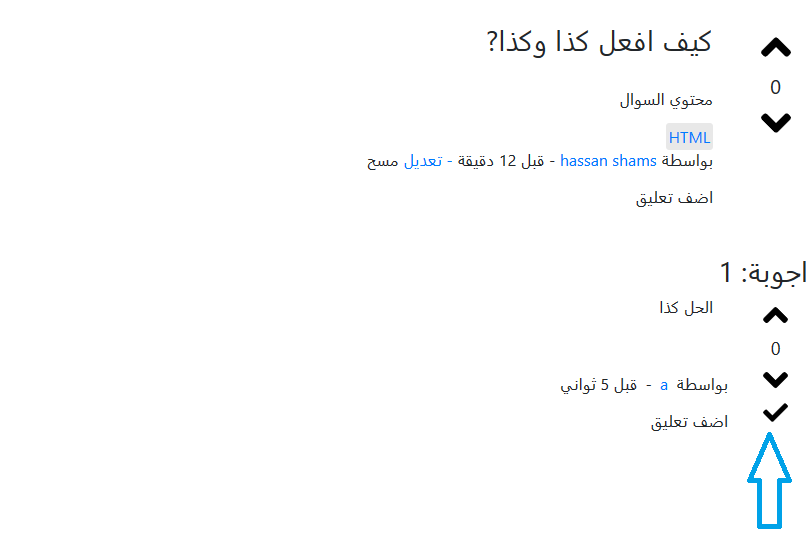 كيف افعل كذا وكذا?
0
محتوي السوال
HTML
بواسطة hassan shams - قبل 12 دقيقة - تعديل مسح
اضف تعليق
اجوبة: 1
الحل كذا
0
بواسطة a - قبل 5 ثواني
اضف تعليق